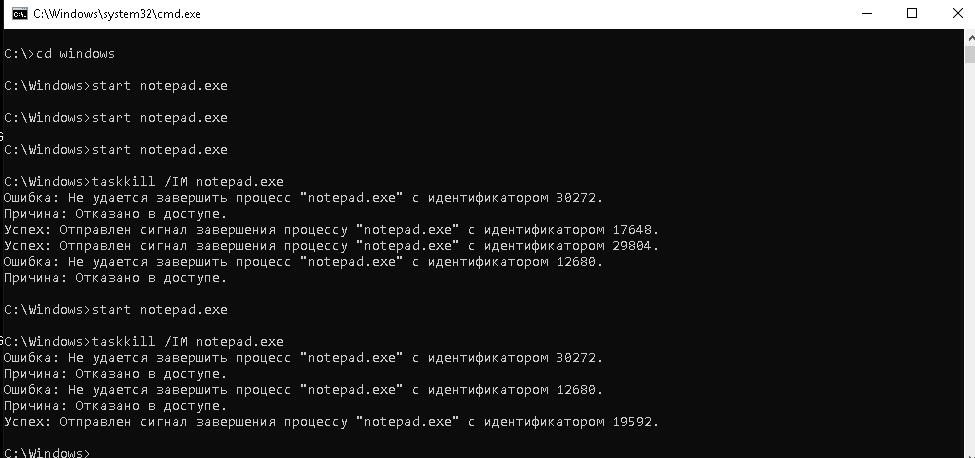 C:\Windows\system32\cmd.exe
C:\>cd windows
C:\Windows>start notepad.exe
C:\Windows>start notepad.exe
C:\Windows>start notepad.exe
C:\Windows>taskkill /IM notepad.exe
Ошибка: Не удается завершить процесс "notepad.exe" с идентификатором 30272.
Причина: Отказано в доступе.
Успех: Отправлен сигнал завершения процессу "notepad.exe" с идентификатором 17648.
Успех: Отправлен сигнал завершения процессу "notepad.exe" с идентификатором 29804.
Ошибка: Не удается завершить процесс "notepad.exe" с идентификатором 12680.
Причина: Отказано в доступе.
C:\Windows>start notepad.exe
C:\Windows>taskkill /IM notepad.exe
Ошибка: Не удается завершить процесс "notepad.exe" с идентификатором 30272.
Причина: Отказано в доступе.
Ошибка: Не удается завершить процесс "notepad.exe" с идентификатором 12680.
Причина: Отказано в доступе.
Успех: Отправлен сигнал завершения процессу "notepad.exe" с идентификатором 19592.
C:\Windows>